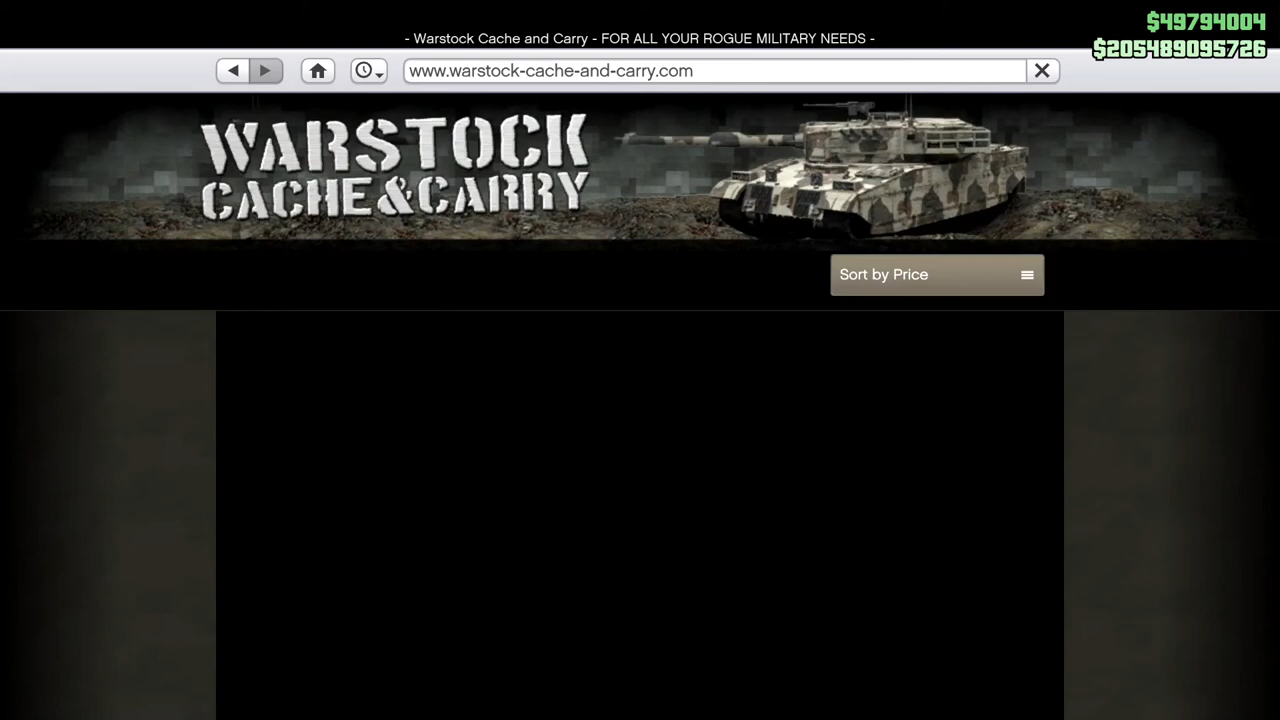 $49794004
- Warstock Cache and Carry - FOR ALL YOUR ROGUE MILITARY NEEDS -
$205489095726
www.warstock-cache-and-carry.com
WARSTOCK
CACHE&CARRY
Sort by Price